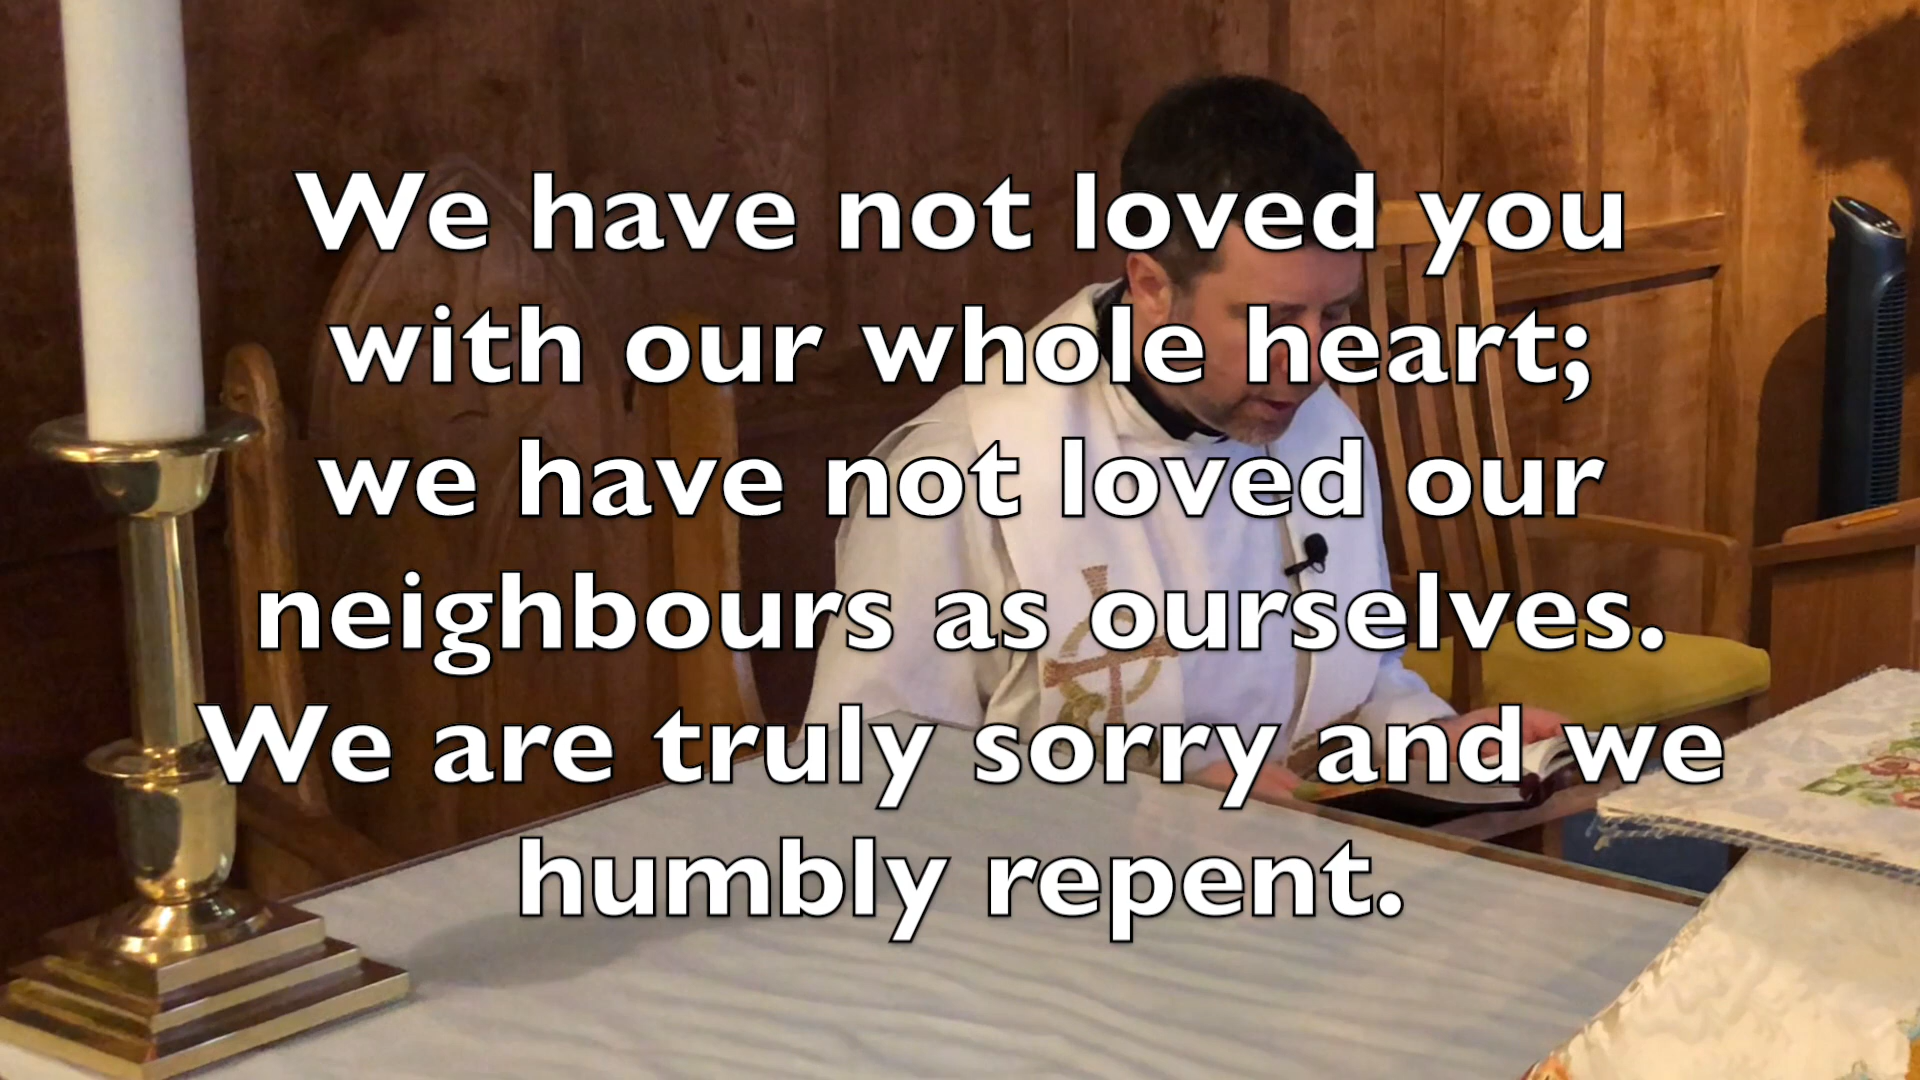 We have not loved you
with our whole heart;
we have not loved our
neighbours as ourselves.
We are truly sorry and we
humbly repent.